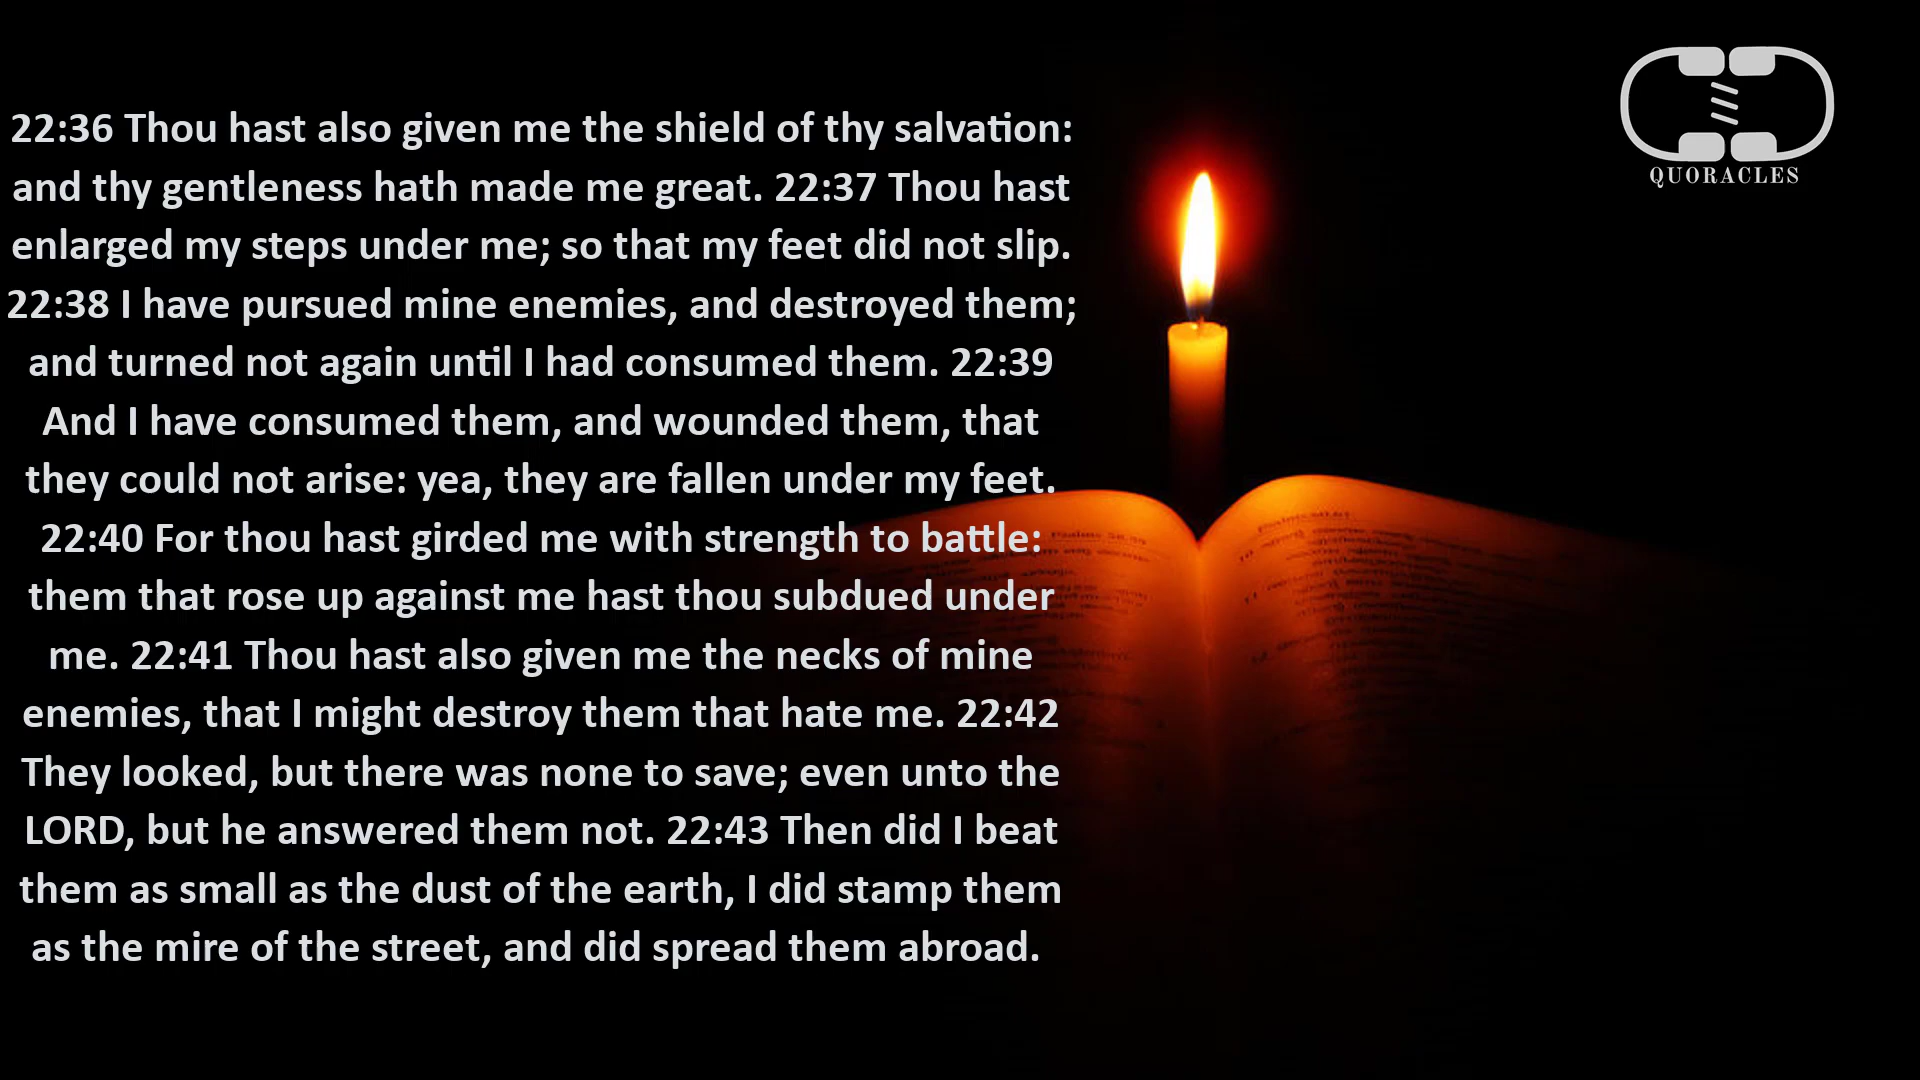 22:36 Thou hast also given me the shield of thy salvation:
and thy gentleness hath made me great. 22:37 Thou hast
enlarged my steps under me; so that my feet did not slip.
22:38 I have pursued mine enemies, and destroyed them;
and turned not again until I had consumed them. 22:39
And I have consumed them, and wounded them, that
they could not arise: yea, they are fallen under my feet.
22:40 For thou hast girded me with strength to battle:
them that rose up against me hast thou subdued under
me. 22:41 Thou hast also given me the necks of mine
enemies, that I might destroy them that hate me. 22:42
They looked, but there was none to save; even unto the
LORD, but he answered them not. 22:43 Then did I beat
them as small as the dust of the earth, I did stamp them
as the mire of the street, and did spread them abroad.
QUORACLES